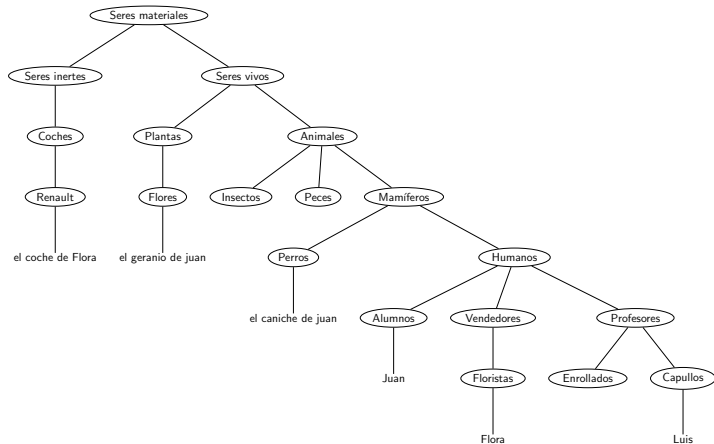 Seres materiales
Seres inertes
Seres vivos
Coches
Plantas
Animales
Renault
Flores
Insectos
Peces
Mamíferos
el coche de Flora
el geranio de juan
Perros
Humanos
el caniche de juan
Alumnos
Vendedores
Profesores
Juan
Floristas
Enrollados
Capullos
Flora
Luis